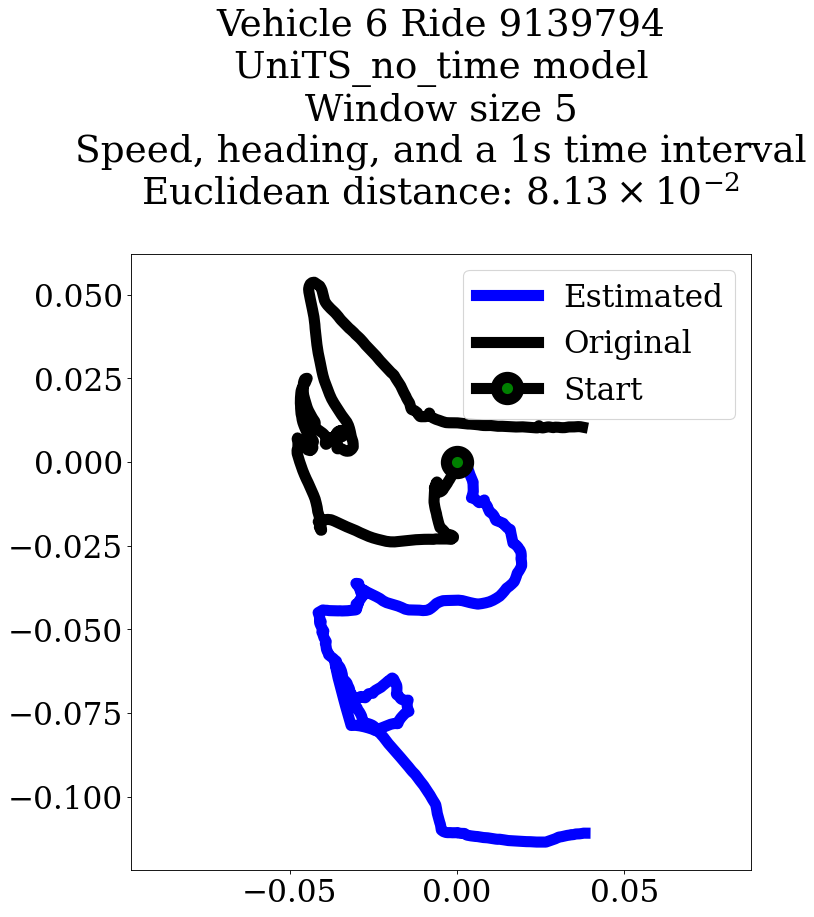 Vehicle 6 Ride 9139794
UniTS_no_time model
Window size 5
Speed, heading, and a 1s time interval
Euclidean distance: 8.13 × 10⁻²
Estimated
Original
Start
0.050
0.025
0.000
−0.025
−0.050
−0.075
−0.100
−0.05 0.00 0.05